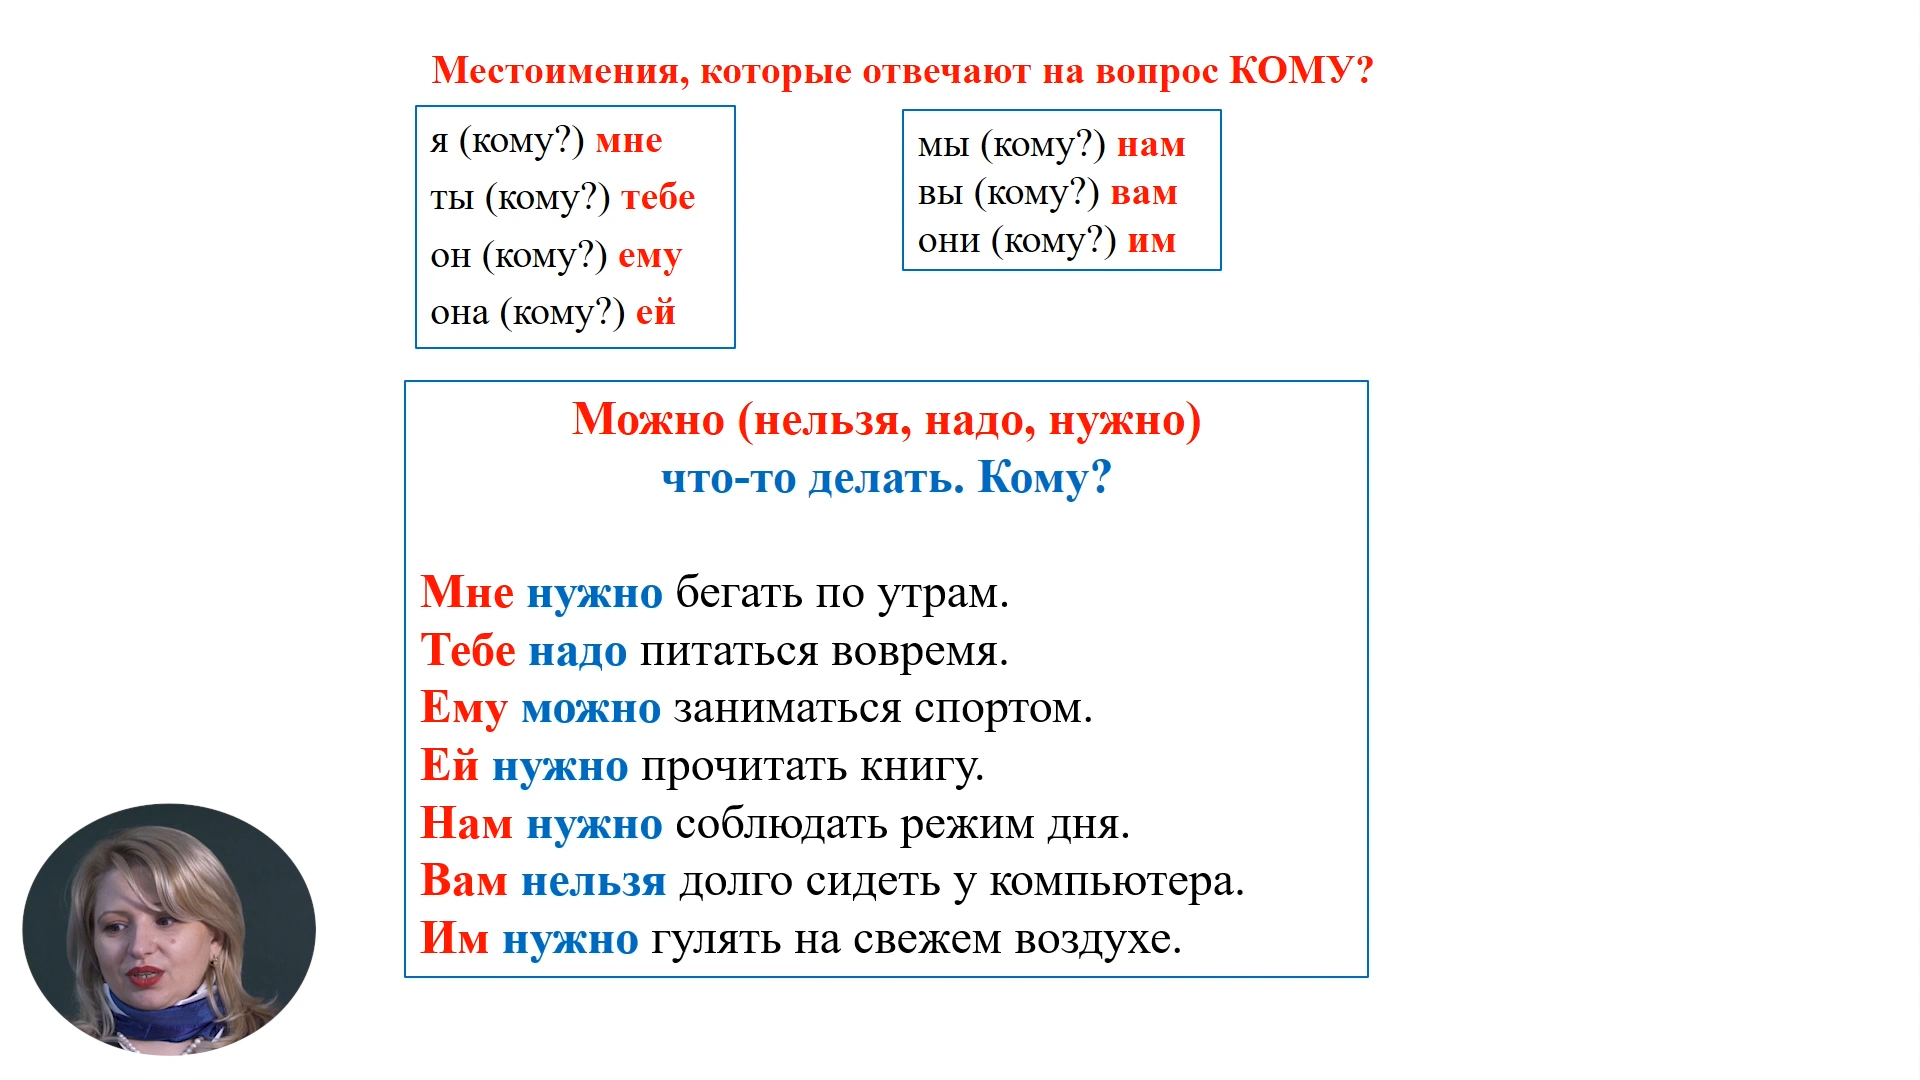 Местоимения, которые отвечают на вопрос КОМУ?
я (кому?) мне
ты (кому?) тебе
он (кому?) ему
она (кому?) ей
мы (кому?) нам
вы (кому?) вам
они (кому?) им
Можно (нельзя, надо, нужно)
что-то делать. Кому?
Мне нужно бегать по утрам.
Тебе надо питаться вовремя.
Ему можно заниматься спортом.
Ей нужно прочитать книгу.
Нам нужно соблюдать режим дня.
Вам нельзя долго сидеть у компьютера.
Им нужно гулять на свежем воздухе.